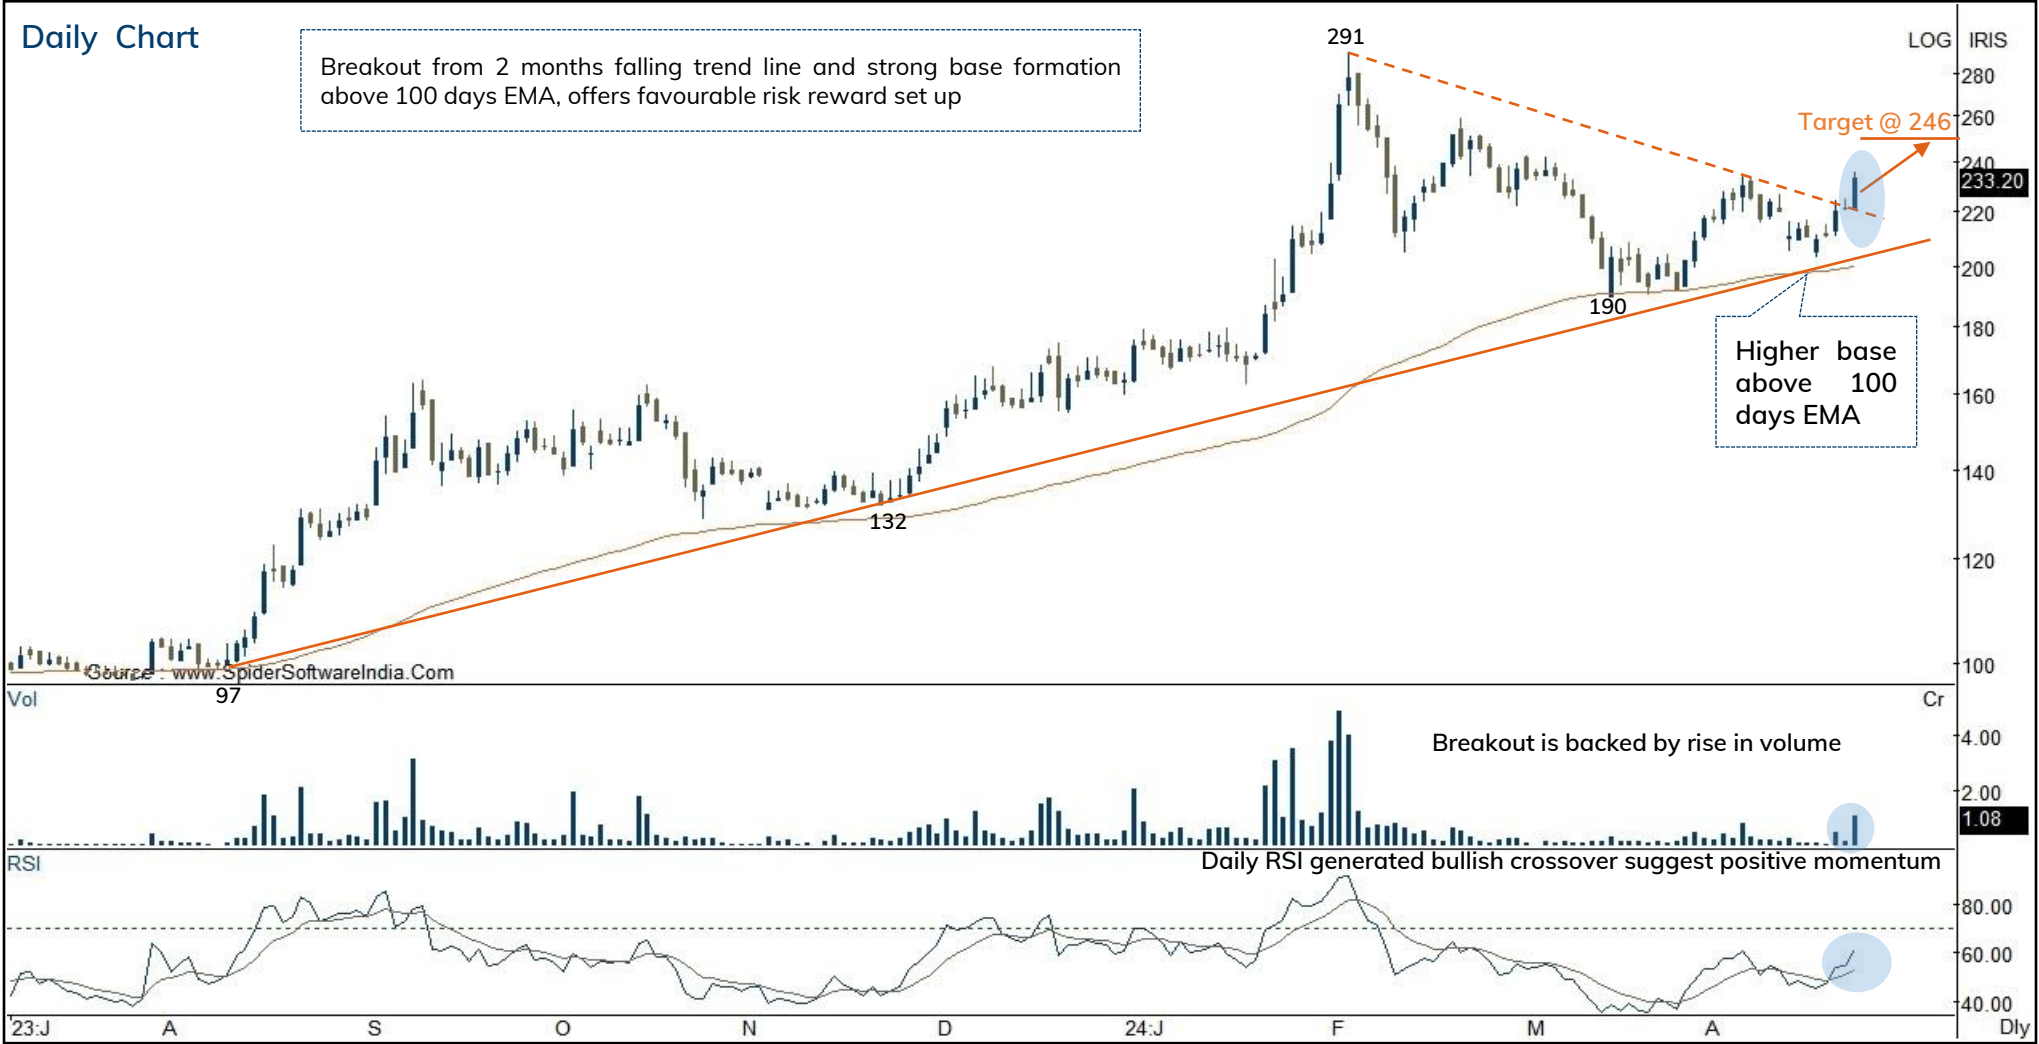 Daily Chart
Breakout from 2 months falling trend line and strong base formation
above 100 days EMA, offers favourable risk reward set up
291
LOG IRIS
280
260
Target @ 246
240
233.20
220
200
190
180
Higher base
above 100
days EMA
160
140
132
120
100
Source : www.SpiderSoftwareIndia.Com
97
Vol
Cr
4.00
Breakout is backed by rise in volume
2.00
1.08
RSI
Daily RSI generated bullish crossover suggest positive momentum
80.00
60.00
40.00
23:J A S O N D 24:J F M A Dly